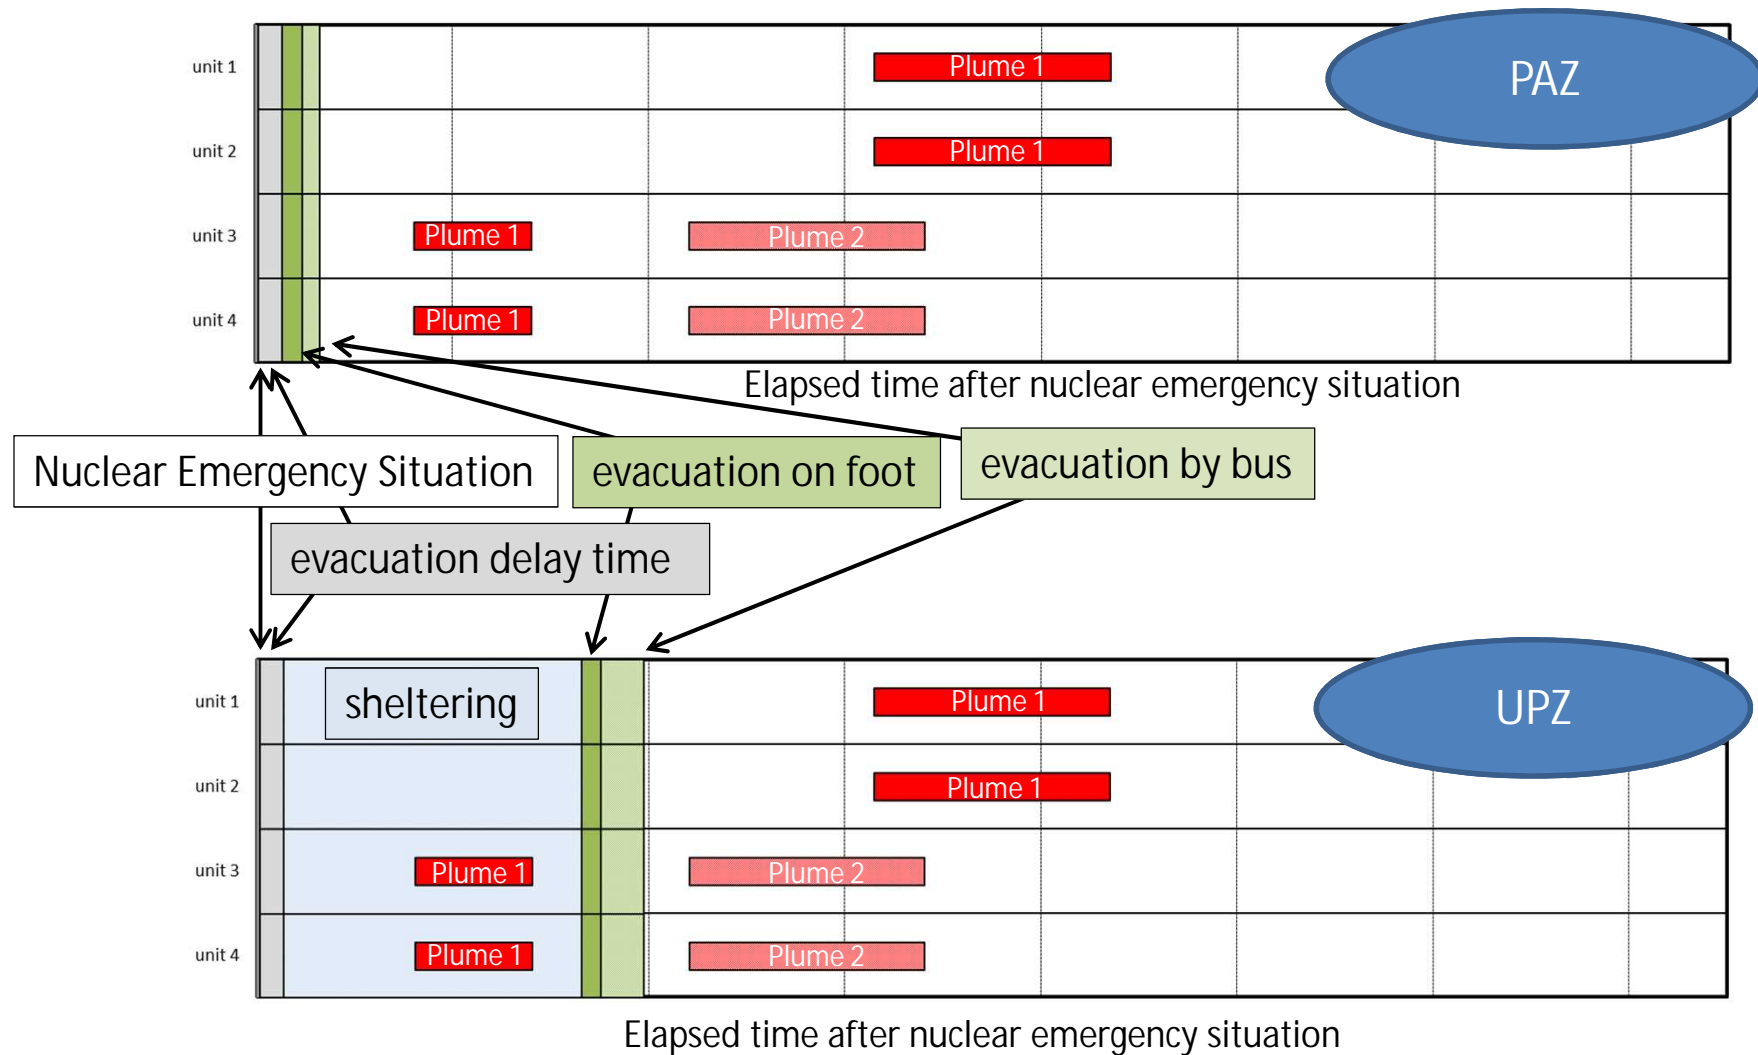 PAZ
unit 1
Plume 1
unit 2
Plume 1
unit 3
Plume 1
Plume 2
unit 4
Plume 1
Plume 2
Elapsed time after nuclear emergency situation
Nuclear Emergency Situation
evacuation on foot
evacuation by bus
evacuation delay time
UPZ
sheltering
unit 1
Plume 1
unit 2
Plume 1
unit 3
Plume 1
Plume 2
unit 4
Plume 1
Plume 2
Elapsed time after nuclear emergency situation